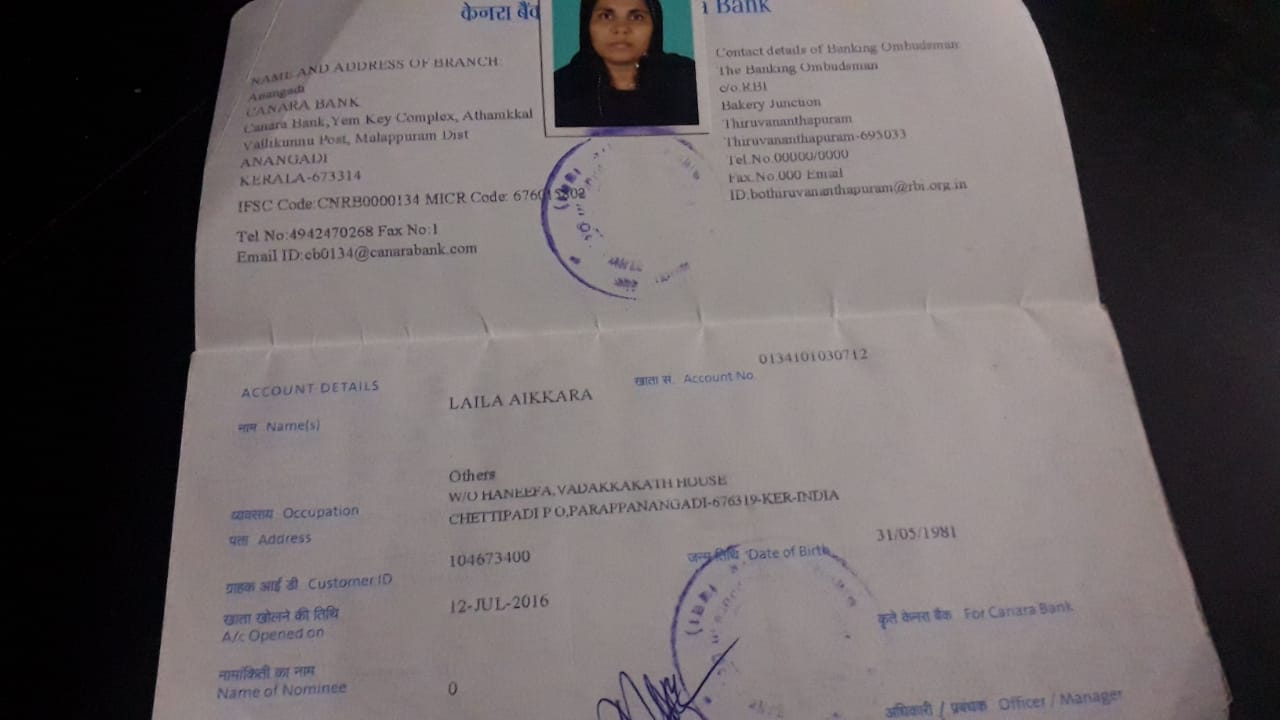 केनरा बैंक Bank
NAME AND ADDRESS OF BRANCH:
Anangadi
CANARA BANK
Canara Bank,Yem Key Complex, Athanikkal
Vallikunnu Post, Malappuram Dist
ANANGADI
KERALA-673314
IFSC Code:CNRB0000134 MICR Code:
Tel No:4942470268 Fax No:1
Email ID:cb0134@canarabank.com
Contact details of Banking Ombudsman:
The Banking Ombudsman
c/o.RBI
Bakery Junction
Thiruvananthapuram
Thiruvananthapuram-695033
Tel.No.00000/0000
Fax.No.000 Email
ID:bothiruvananthapuram@rbi.org.in
ACCOUNT DETAILS
खाता सं. Account No. 0134101030712
नाम Name(s) LAILA AIKKARA
व्यवसाय Occupation Others
पता Address W/O HANEEFA,VADAKKAKATH HOUSE
CHETTIPADI P O,PARAPPANANGADI-676319-KER-INDIA
ग्राहक आई डी Customer ID 104673400
जन्म तिथि Date of Birth 31/05/1981
खाता खोलने की तिथि
A/c Opened on 12-JUL-2016
कृते केनरा बैंक For Canara Bank
नामांकिती का नाम
Name of Nominee 0
अधिकारी / प्रबंधक Officer / Manager